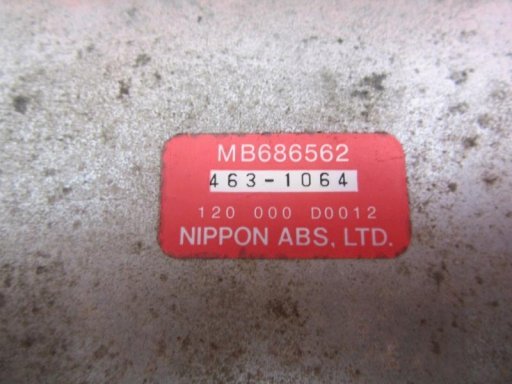 MB686562
463-1064
120 000 D0012
NIPPON ABS, LTD.